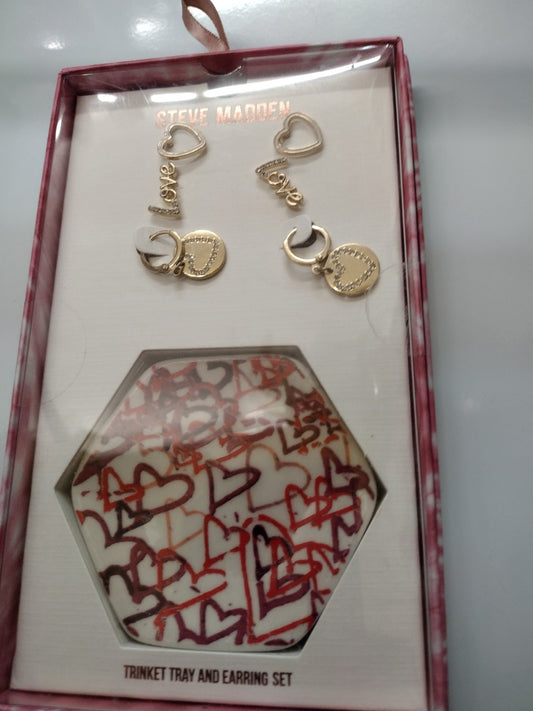 STEVE MADDEN
Love Love
TRINKET TRAY AND EARRING SET